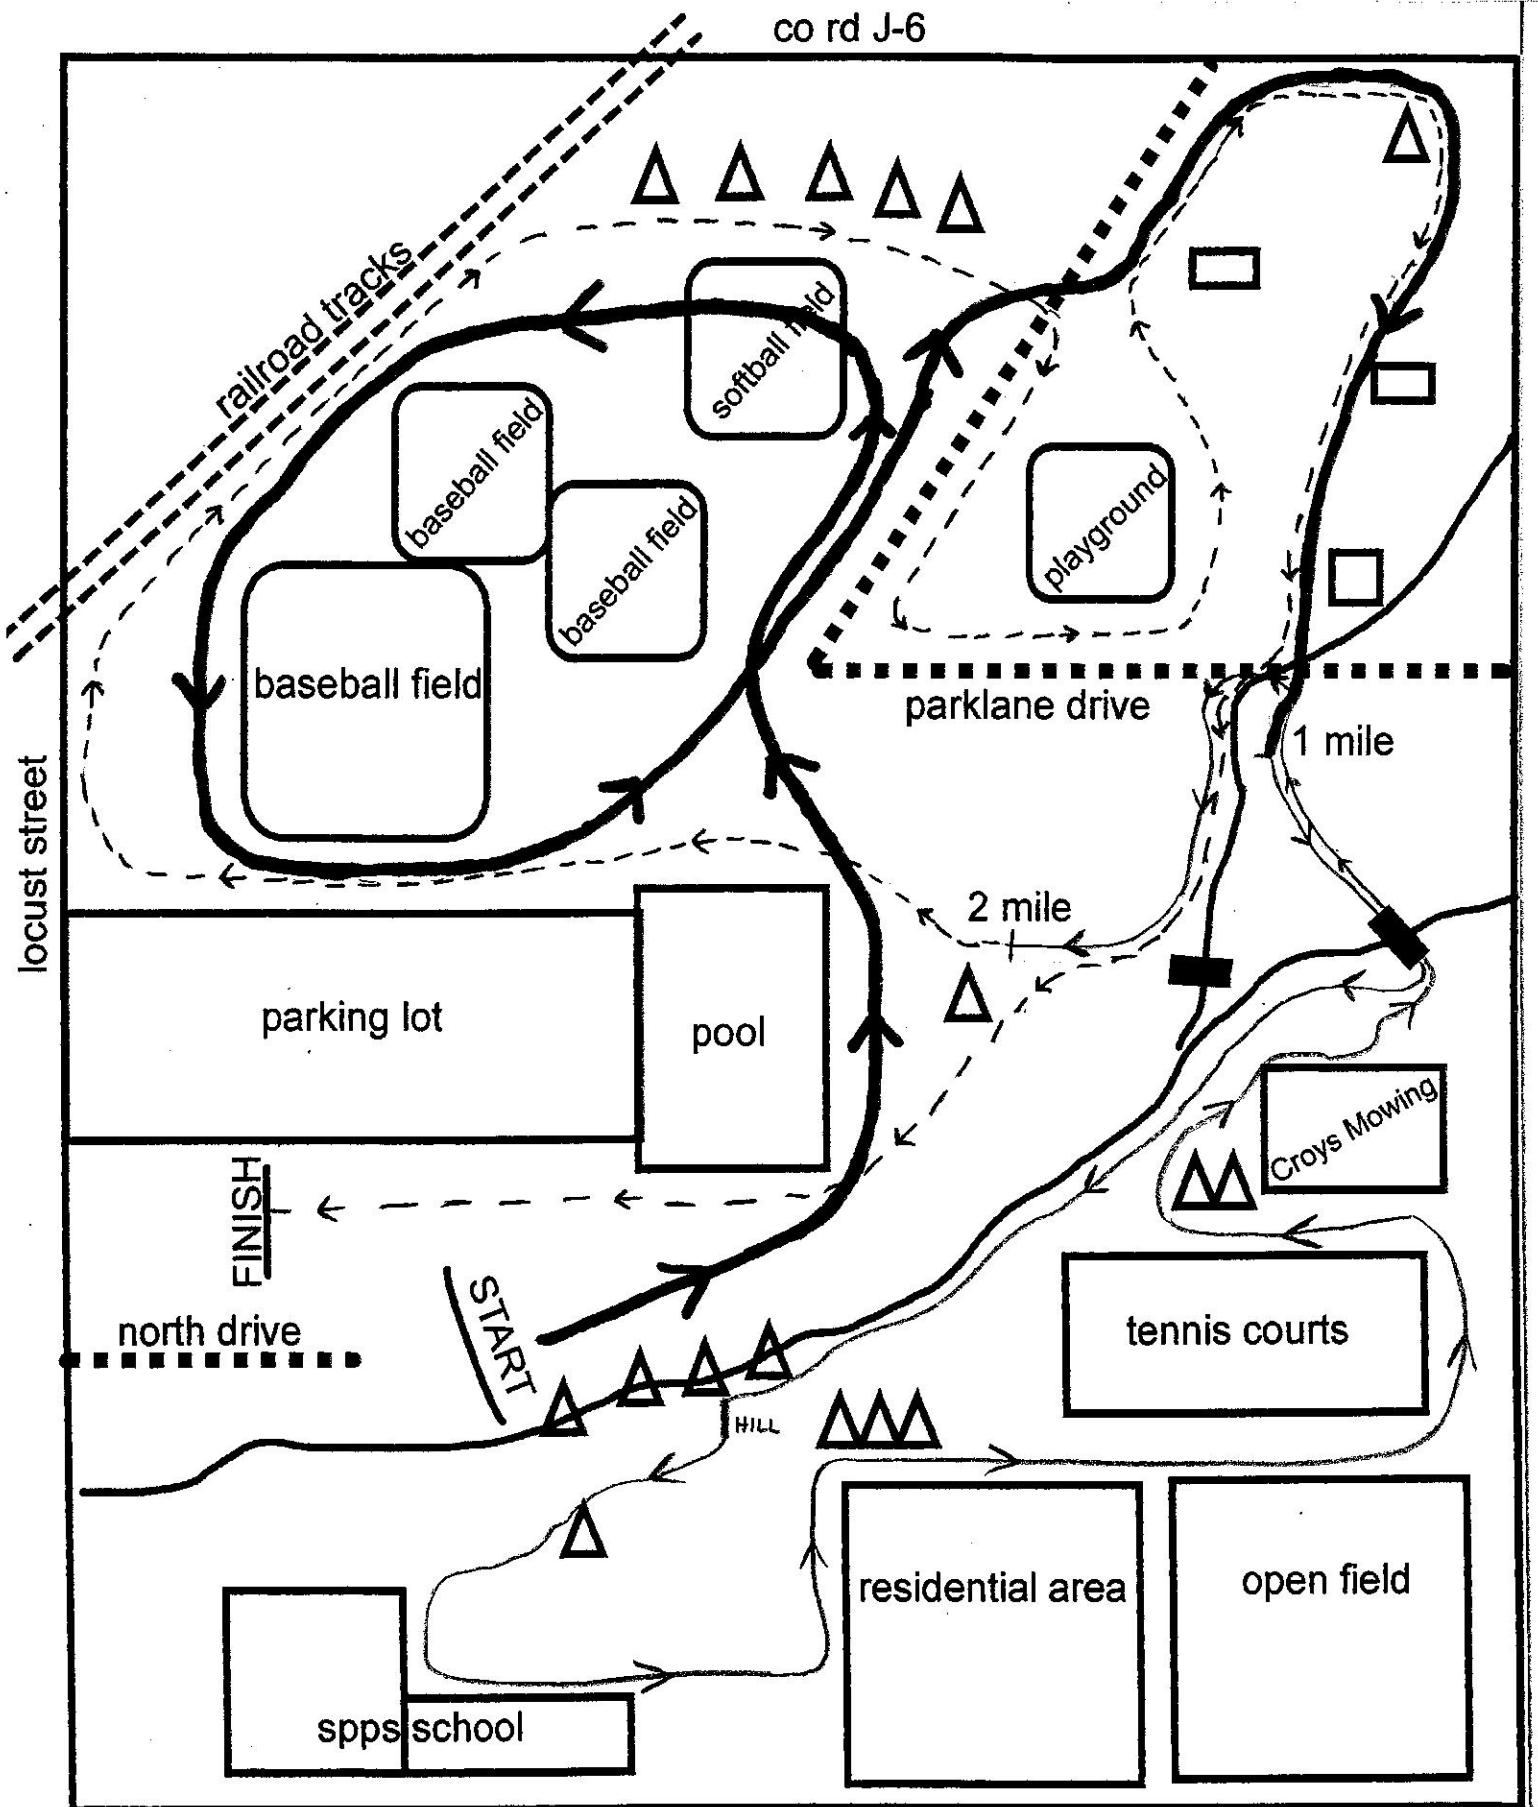 co rd J-6
railroad tracks
softball field
baseball field
baseball field
playground
baseball field
parklane drive
1 mile
locust street
2 mile
parking lot
pool
Croys Mowing
FINISH
START
north drive
tennis courts
HILL
residential area
open field
spps school